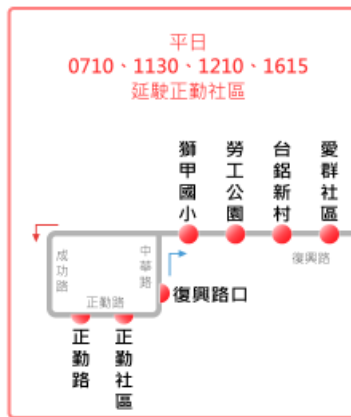 平日
0710、1130、1210、1615
延駛正勤社區
獅甲國小
勞工公園
台鋁新村
愛群社區
成功路
中華路
復興路
正勤路
復興路口
正勤路
正勤社區